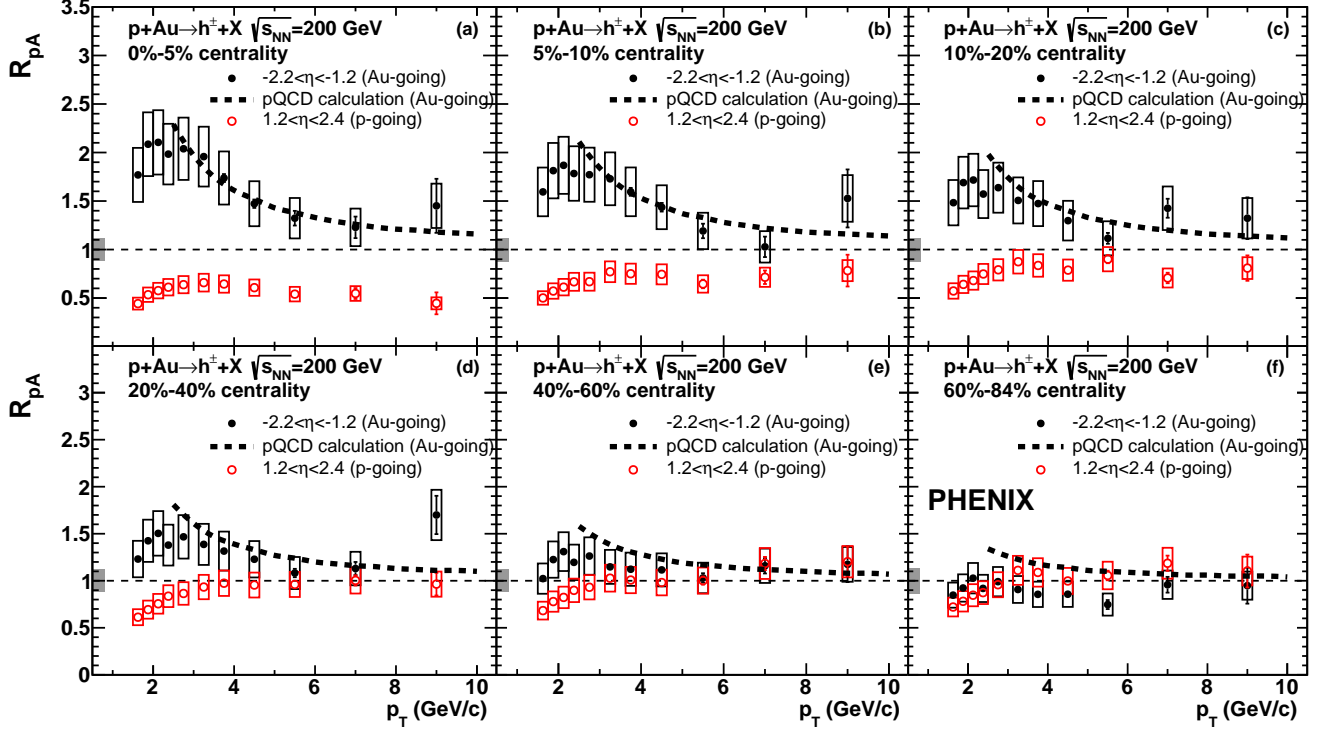 R_pA
3.5
3
2.5
2
1.5
1
0.5
p+Au→h±+X √s_NN=200 GeV (a)
0%-5% centrality
-2.2<η<-1.2 (Au-going)
pQCD calculation (Au-going)
1.2<η<2.4 (p-going)
p+Au→h±+X √s_NN=200 GeV (b)
5%-10% centrality
-2.2<η<-1.2 (Au-going)
pQCD calculation (Au-going)
1.2<η<2.4 (p-going)
p+Au→h±+X √s_NN=200 GeV (c)
10%-20% centrality
-2.2<η<-1.2 (Au-going)
pQCD calculation (Au-going)
1.2<η<2.4 (p-going)
R_pA
3
2.5
2
1.5
1
0.5
0
p+Au→h±+X √s_NN=200 GeV (d)
20%-40% centrality
-2.2<η<-1.2 (Au-going)
pQCD calculation (Au-going)
1.2<η<2.4 (p-going)
2 4 6 8 10
p_T (GeV/c)
p+Au→h±+X √s_NN=200 GeV (e)
40%-60% centrality
-2.2<η<-1.2 (Au-going)
pQCD calculation (Au-going)
1.2<η<2.4 (p-going)
2 4 6 8 10
p_T (GeV/c)
p+Au→h±+X √s_NN=200 GeV (f)
60%-84% centrality
-2.2<η<-1.2 (Au-going)
pQCD calculation (Au-going)
1.2<η<2.4 (p-going)
PHENIX
2 4 6 8 10
p_T (GeV/c)